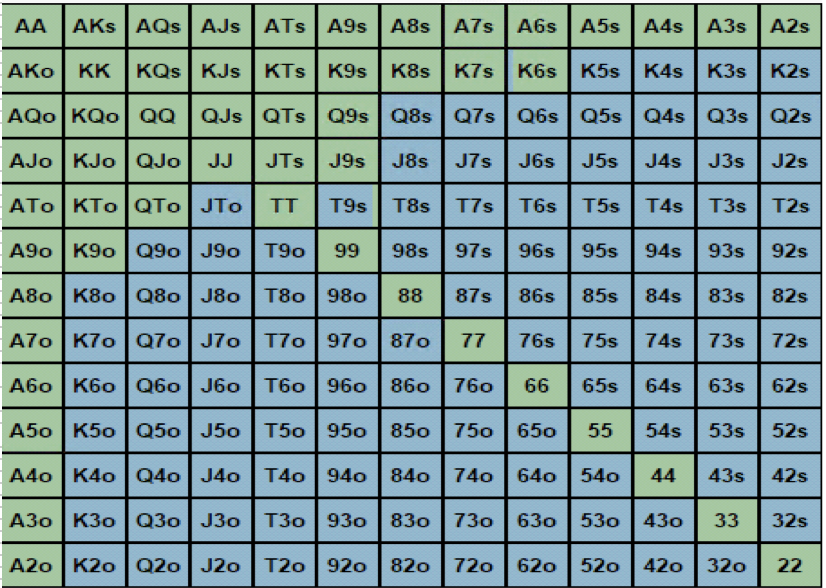 AA AKs AQs AJs ATs A9s A8s A7s A6s A5s A4s A3s A2s
AKo KK KQs KJs KTs K9s K8s K7s K6s K5s K4s K3s K2s
AQo KQo QQ QJs QTs Q9s Q8s Q7s Q6s Q5s Q4s Q3s Q2s
AJo KJo QJo JJ JTs J9s J8s J7s J6s J5s J4s J3s J2s
ATo KTo QTo JTo TT T9s T8s T7s T6s T5s T4s T3s T2s
A9o K9o Q9o J9o T9o 99 98s 97s 96s 95s 94s 93s 92s
A8o K8o Q8o J8o T8o 98o 88 87s 86s 85s 84s 83s 82s
A7o K7o Q7o J7o T7o 97o 87o 77 76s 75s 74s 73s 72s
A6o K6o Q6o J6o T6o 96o 86o 76o 66 65s 64s 63s 62s
A5o K5o Q5o J5o T5o 95o 85o 75o 65o 55 54s 53s 52s
A4o K4o Q4o J4o T4o 94o 84o 74o 64o 54o 44 43s 42s
A3o K3o Q3o J3o T3o 93o 83o 73o 63o 53o 43o 33 32s
A2o K2o Q2o J2o T2o 92o 82o 72o 62o 52o 42o 32o 22